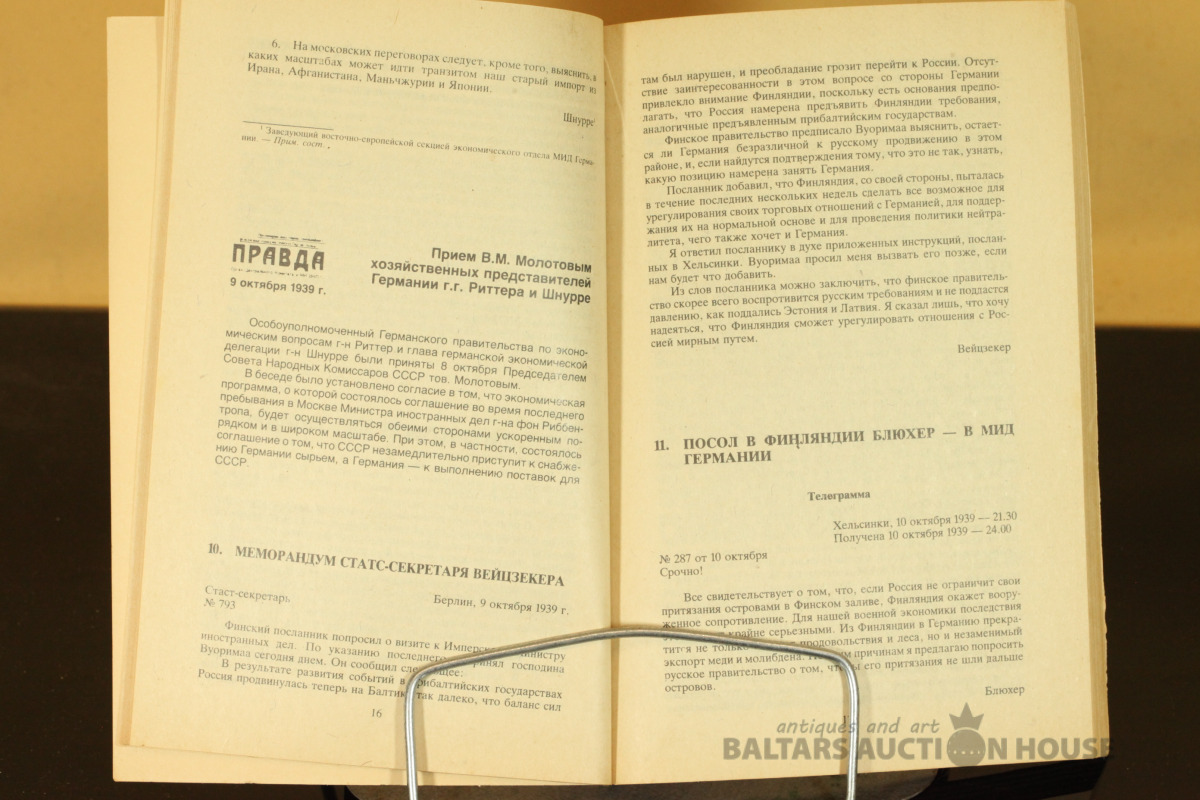 6. На московских переговорах следует, кроме того, выяснить, в
каких масштабах может идти транзитом наш старый импорт из
Ирана, Афганистана, Маньчжурии и Японии.
Шнурре¹
¹ Заведующий восточно-европейской секцией экономического отдела МИД Герма-
нии. — Прим. сост.
ПРАВДА
9 октября 1939 г.
Прием В.М. Молотовым
хозяйственных представителей
Германии г.г. Риттера и Шнурре
Особоуполномоченный Германского правительства по эконо-
мическим вопросам г-н Риттер и глава германской экономической
делегации г-н Шнурре были приняты 8 октября Председателем
Совета Народных Комиссаров СССР тов. Молотовым.
В беседе было установлено согласие в том, что экономическая
программа, о которой состоялось соглашение во время последнего
пребывания в Москве Министра иностранных дел г-на фон Риббен-
тропа, будет осуществляться обеими сторонами ускоренным по-
рядком и в широком масштабе. При этом, в частности, состоялось
соглашение о том, что СССР незамедлительно приступит к снабже-
нию Германии сырьем, а Германия — к выполнению поставок для
СССР.
10. МЕМОРАНДУМ СТАТС-СЕКРЕТАРЯ ВЕЙЦЗЕКЕРА
Стаст-секретарь
№ 793
Берлин, 9 октября 1939 г.
Финский посланник попросил о визите к Имперскому министру
иностранных дел. По указанию последнего принял господина
Вуоримаа сегодня днем. Он сообщил следующее:
В результате развития событий в прибалтийских государствах
Россия продвинулась теперь на Балтике так далеко, что баланс сил
16
там был нарушен, и преобладание грозит перейти к России. Отсут-
ствие заинтересованности в этом вопросе со стороны Германии
привлекло внимание Финляндии, поскольку есть основания предпо-
лагать, что Россия намерена предъявить Финляндии требования,
аналогичные предъявленным прибалтийским государствам.
Финское правительство предписало Вуоримаа выяснить, остает-
ся ли Германия безразличной к русскому продвижению в этом
районе, и, если найдутся подтверждения тому, что это не так, узнать,
какую позицию намерена занять Германия.
Посланник добавил, что Финляндия, со своей стороны, пыталась
в течение последних нескольких недель сделать все возможное для
урегулирования своих торговых отношений с Германией, для поддер-
жания их на нормальной основе и для проведения политики нейтра-
литета, чего также хочет и Германия.
Я ответил посланнику в духе приложенных инструкций, послан-
ных в Хельсинки. Вуоримаа просил меня вызвать его позже, если
нам будет что добавить.
Из слов посланника можно заключить, что финское правитель-
ство скорее всего воспротивится русским требованиям и не поддастся
давлению, как поддались Эстония и Латвия. Я сказал лишь, что хочу
надеяться, что Финляндия сможет урегулировать отношения с Рос-
сией мирным путем.
Вейцзекер
11. ПОСОЛ В ФИНЛЯНДИИ БЛЮХЕР — В МИД
ГЕРМАНИИ
Телеграмма
Хельсинки, 10 октября 1939 — 21.30
Получена 10 октября 1939 — 24.00
№ 287 от 10 октября
Срочно!
Все свидетельствует о том, что, если Россия не ограничит свои
притязания островами в Финском заливе, Финляндия окажет воору-
женное сопротивление. Для нашей военной экономики последствия
крайне серьезными. Из Финляндии в Германию прекра-
тится не только продовольствия и леса, но и незаменимый
экспорт меди и молибдена. причинам я предлагаю попросить
русское правительство о том, чтобы его притязания не шли дальше
островов.
Блюхер
antiques and art
BALTARS AUCTION HOUSE